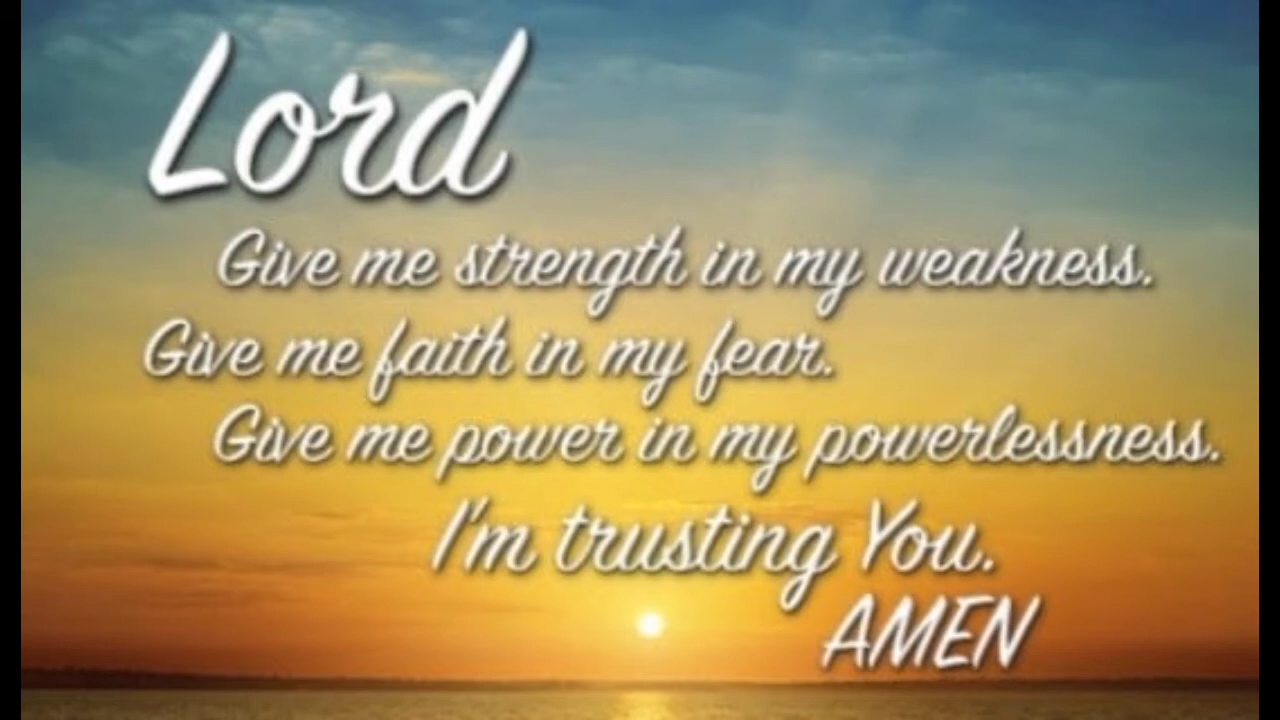 Lord
Give me strength in my weakness.
Give me faith in my fear.
Give me power in my powerlessness.
I'm trusting You.
AMEN